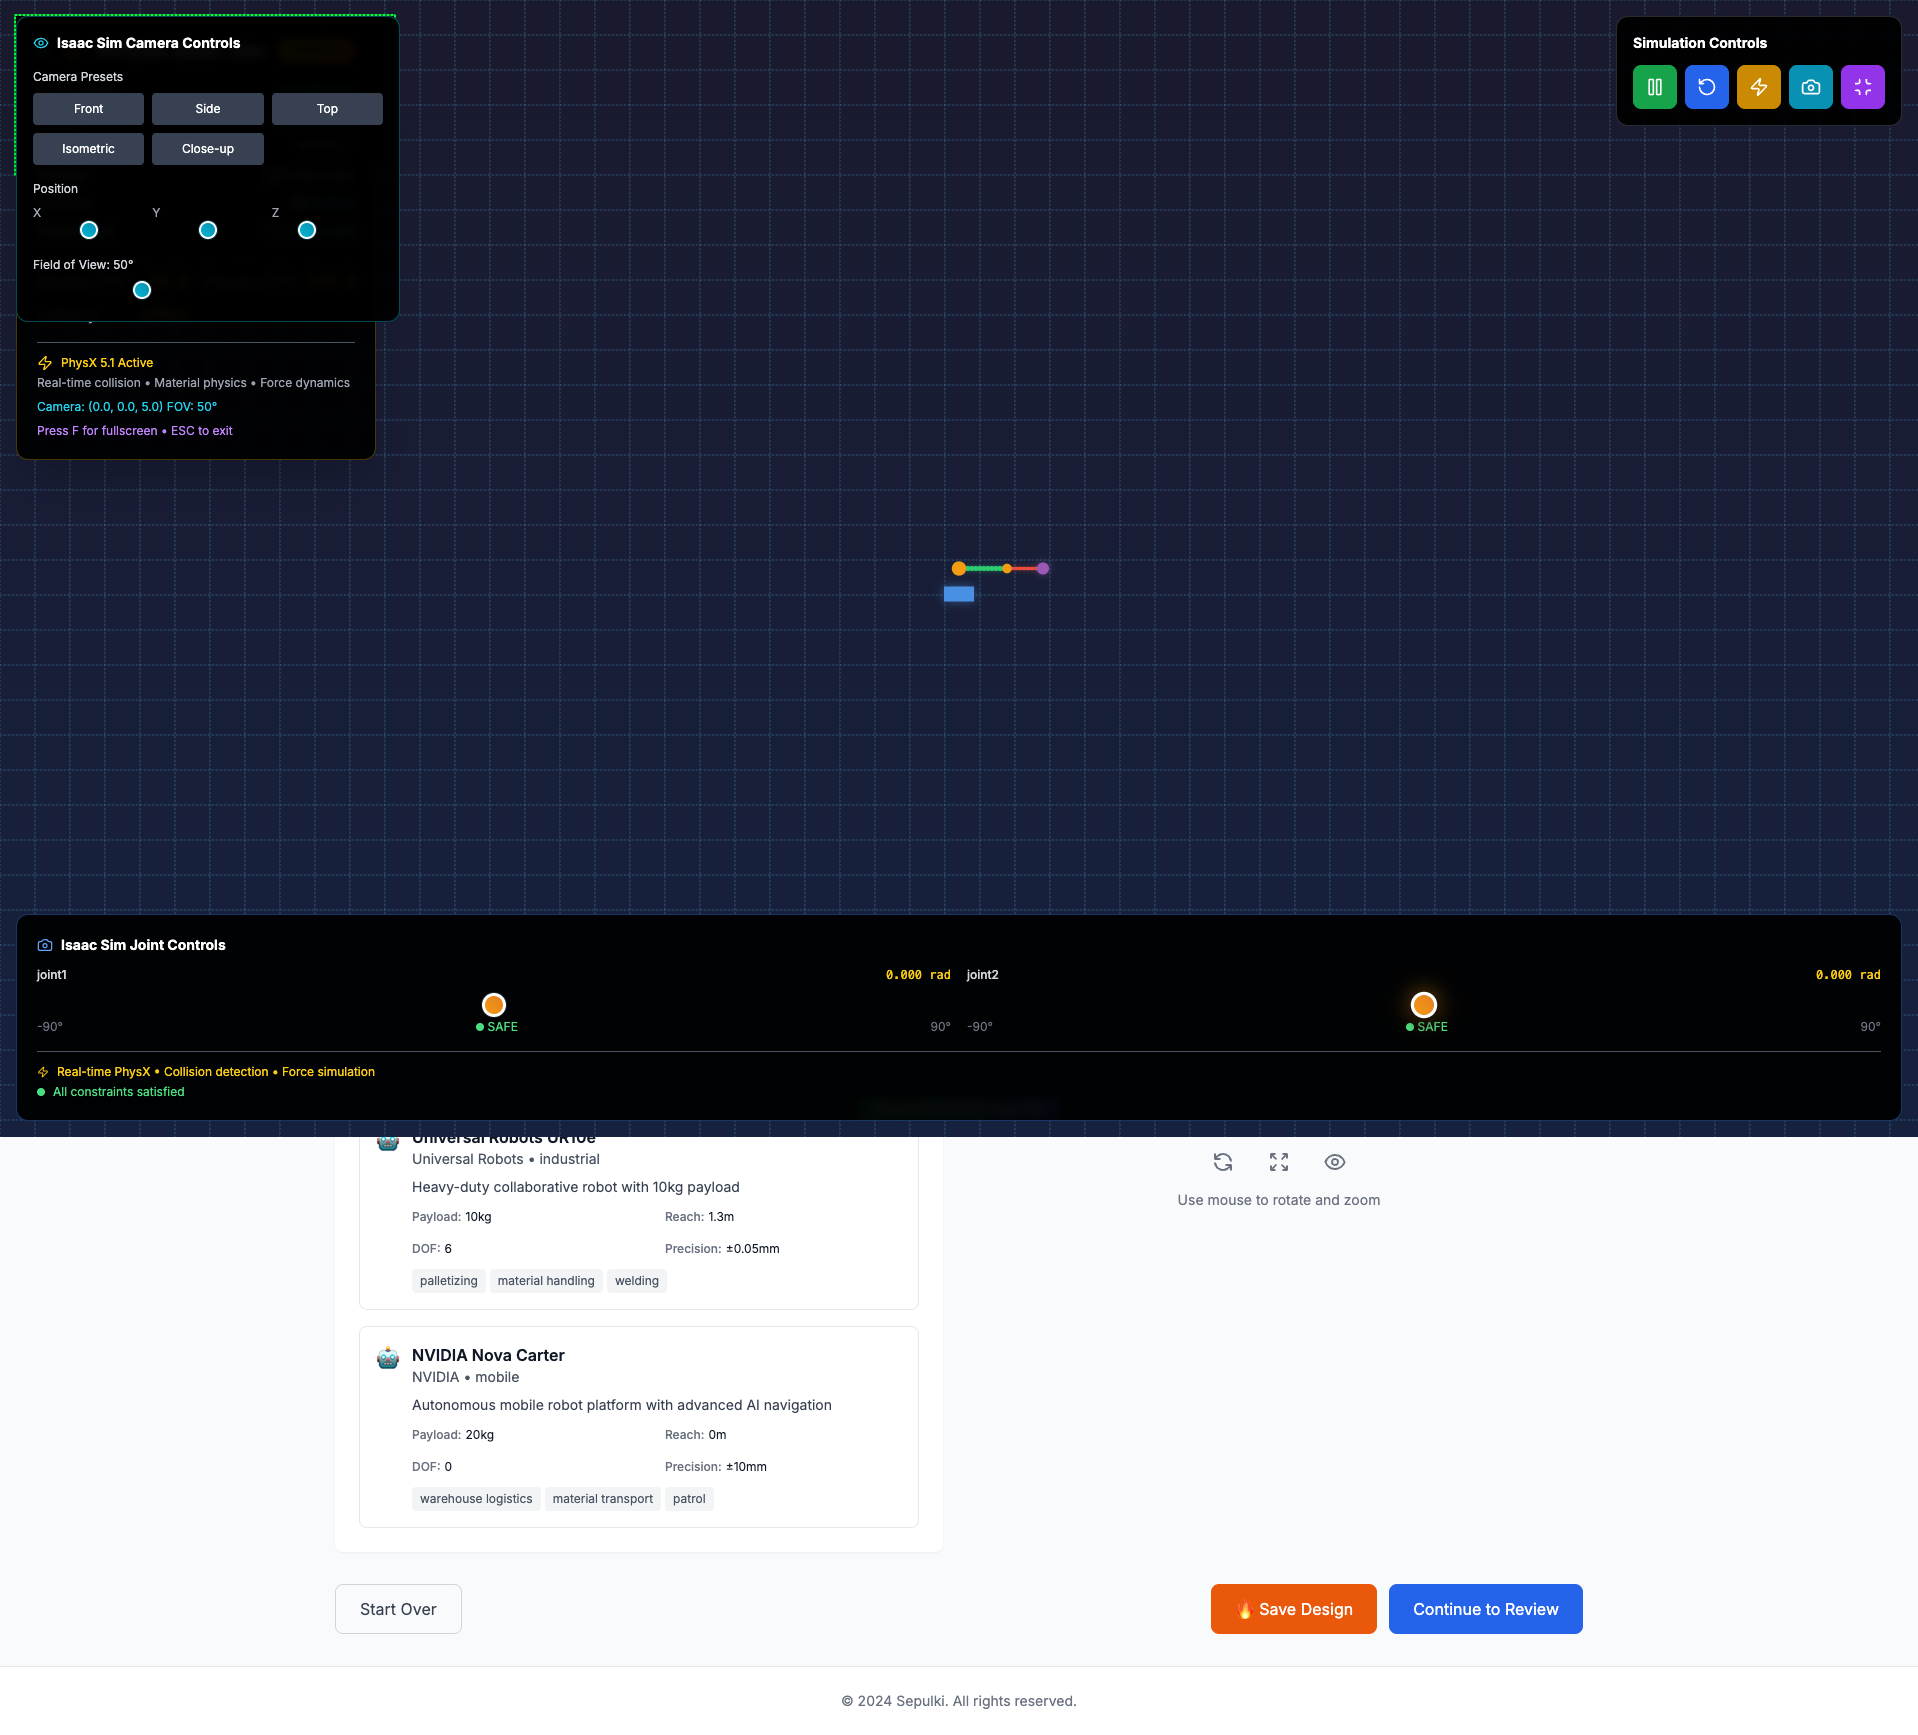 Isaac Sim Camera Controls
Camera Presets
Front Side Top
Isometric Close-up
Position
X Y Z
Field of View: 50°
PhysX 5.1 Active
Real-time collision • Material physics • Force dynamics
Camera: (0.0, 0.0, 5.0) FOV: 50°
Press F for fullscreen • ESC to exit
Simulation Controls
Isaac Sim Joint Controls
joint1 0.000 rad joint2 0.000 rad
-90° SAFE 90° -90° SAFE 90°
Real-time PhysX • Collision detection • Force simulation
All constraints satisfied
Universal Robots UR10e
Universal Robots • industrial
Heavy-duty collaborative robot with 10kg payload
Payload: 10kg Reach: 1.3m
DOF: 6 Precision: ±0.05mm
palletizing material handling welding
NVIDIA Nova Carter
NVIDIA • mobile
Autonomous mobile robot platform with advanced AI navigation
Payload: 20kg Reach: 0m
DOF: 0 Precision: ±10mm
warehouse logistics material transport patrol
Use mouse to rotate and zoom
Start Over
🔥 Save Design
Continue to Review
© 2024 Sepulki. All rights reserved.